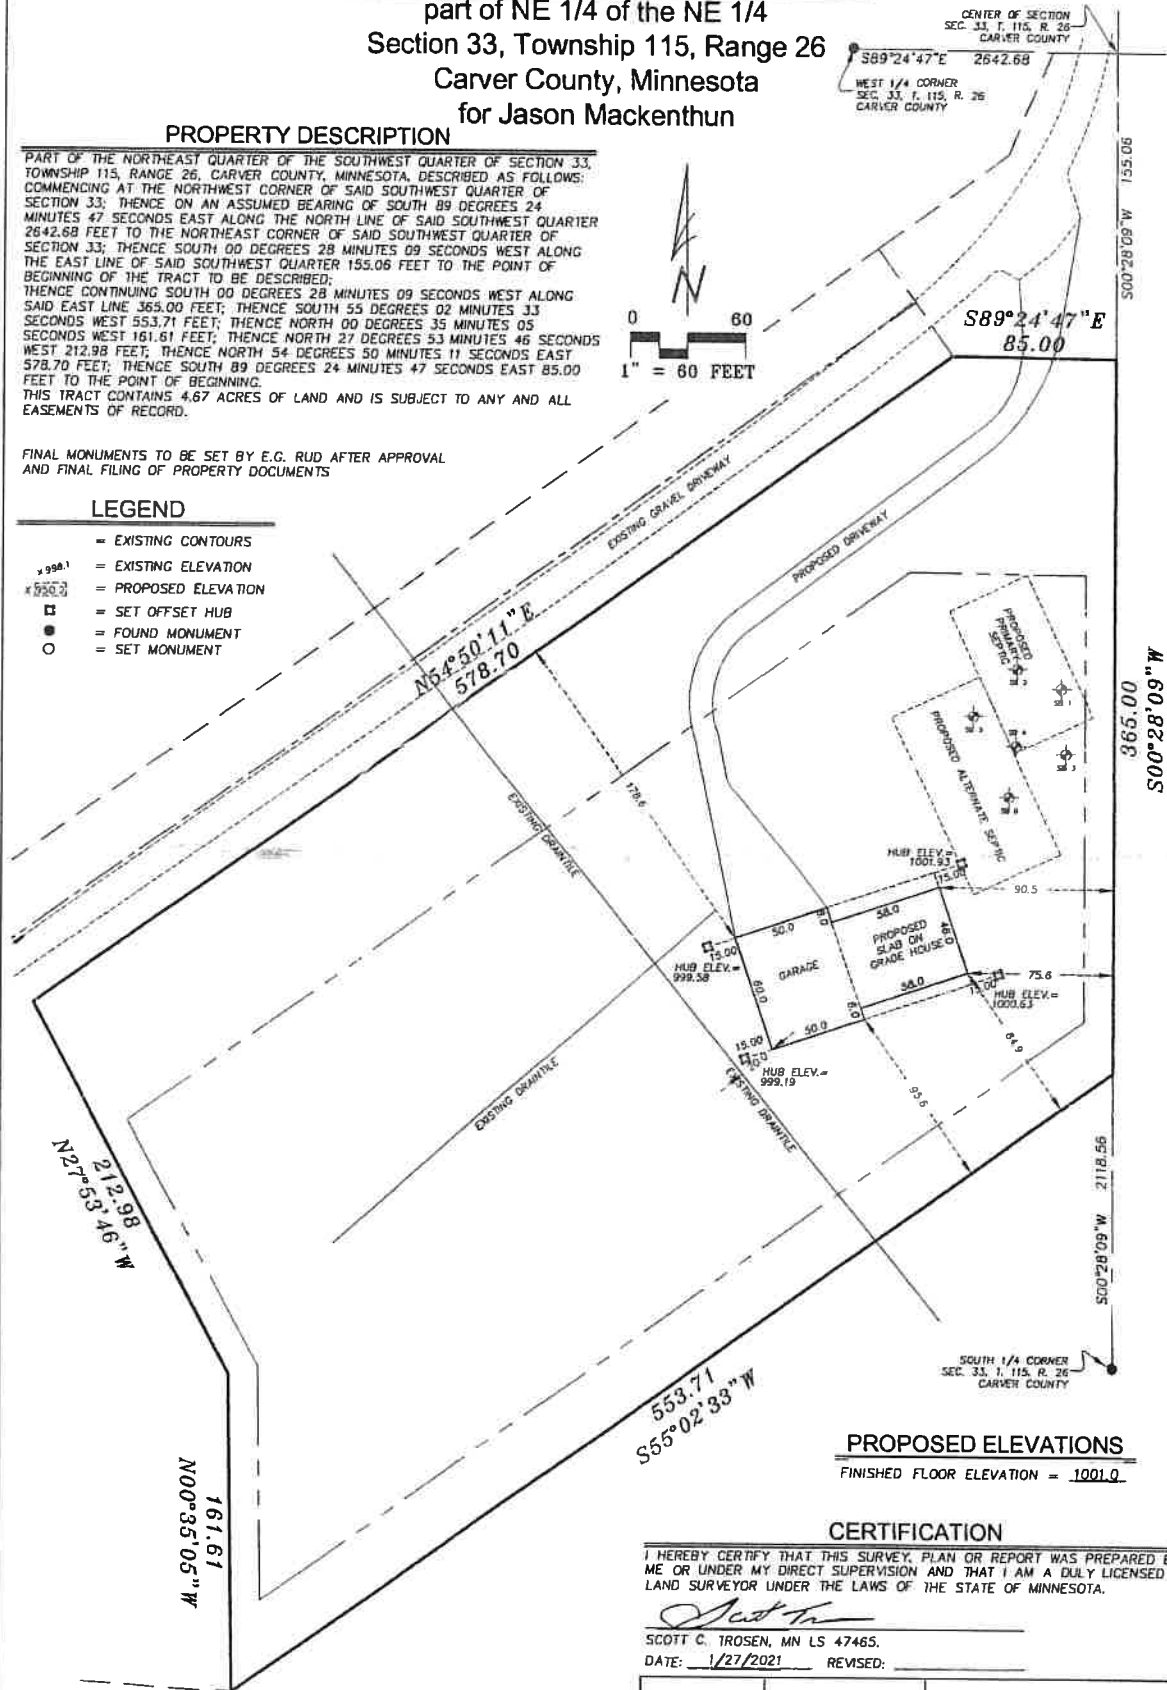 part of NE 1/4 of the NE 1/4
Section 33, Township 115, Range 26
Carver County, Minnesota
for Jason Mackenthun
CENTER OF SECTION
SEC. 33, T. 115, R. 26
CARVER COUNTY
S89°24'47"E 2642.68
WEST 1/4 CORNER
SEC. 33, T. 115, R. 26
CARVER COUNTY
S00°28'09"W 155.06
PROPERTY DESCRIPTION
PART OF THE NORTHEAST QUARTER OF THE SOUTHWEST QUARTER OF SECTION 33,
TOWNSHIP 115, RANGE 26, CARVER COUNTY, MINNESOTA, DESCRIBED AS FOLLOWS:
COMMENCING AT THE NORTHWEST CORNER OF SAID SOUTHWEST QUARTER OF
SECTION 33; THENCE ON AN ASSUMED BEARING OF SOUTH 89 DEGREES 24
MINUTES 47 SECONDS EAST ALONG THE NORTH LINE OF SAID SOUTHWEST QUARTER
2642.68 FEET TO THE NORTHEAST CORNER OF SAID SOUTHWEST QUARTER OF
SECTION 33; THENCE SOUTH 00 DEGREES 28 MINUTES 09 SECONDS WEST ALONG
THE EAST LINE OF SAID SOUTHWEST QUARTER 155.06 FEET TO THE POINT OF
BEGINNING OF THE TRACT TO BE DESCRIBED;
THENCE CONTINUING SOUTH 00 DEGREES 28 MINUTES 09 SECONDS WEST ALONG
SAID EAST LINE 365.00 FEET; THENCE SOUTH 55 DEGREES 02 MINUTES 33
SECONDS WEST 553.71 FEET; THENCE NORTH 00 DEGREES 35 MINUTES 05
SECONDS WEST 161.61 FEET; THENCE NORTH 27 DEGREES 53 MINUTES 46 SECONDS
WEST 212.98 FEET; THENCE NORTH 54 DEGREES 50 MINUTES 11 SECONDS EAST
578.70 FEET; THENCE SOUTH 89 DEGREES 24 MINUTES 47 SECONDS EAST 85.00
FEET TO THE POINT OF BEGINNING.
THIS TRACT CONTAINS 4.67 ACRES OF LAND AND IS SUBJECT TO ANY AND ALL
EASEMENTS OF RECORD.
FINAL MONUMENTS TO BE SET BY E.G. RUD AFTER APPROVAL
AND FINAL FILING OF PROPERTY DOCUMENTS
N
0 60
1" = 60 FEET
S89°24'47"E
85.00
LEGEND
= EXISTING CONTOURS
x 998.1 = EXISTING ELEVATION
x 950.2 = PROPOSED ELEVATION
= SET OFFSET HUB
= FOUND MONUMENT
= SET MONUMENT
EXISTING GRAVEL DRIVEWAY
PROPOSED DRIVEWAY
N54°50'11"E
578.70
PROPOSED
PRIMARY
SEPTIC
PROPOSED ALTERNATE SEPTIC
365.00
S00°28'09"W
178.6
EXISTING DRAINTILE
HUB ELEV.=
1001.93
15.00
90.5
58.0
6.0
50.0
PROPOSED
SLAB ON
GRADE HOUSE
46.0
15.00
HUB ELEV.=
999.58
GARAGE
60.0
58.0
75.6
15.00
HUB ELEV.=
1000.63
6.0
50.0
15.00
HUB ELEV.=
999.19
84.9
95.6
EXISTING DRAINTILE
EXISTING DRAINTILE
212.98
N27°53'46"W
S00°28'09"W 2118.56
SOUTH 1/4 CORNER
SEC. 33, T. 115, R. 26
CARVER COUNTY
553.71
S55°02'33"W
161.61
N00°35'05"W
PROPOSED ELEVATIONS
FINISHED FLOOR ELEVATION = 1001.0
CERTIFICATION
I HEREBY CERTIFY THAT THIS SURVEY, PLAN OR REPORT WAS PREPARED B
ME OR UNDER MY DIRECT SUPERVISION AND THAT I AM A DULY LICENSED
LAND SURVEYOR UNDER THE LAWS OF THE STATE OF MINNESOTA.
SCOTT C. TROSEN, MN LS 47465.
DATE: 1/27/2021 REVISED: